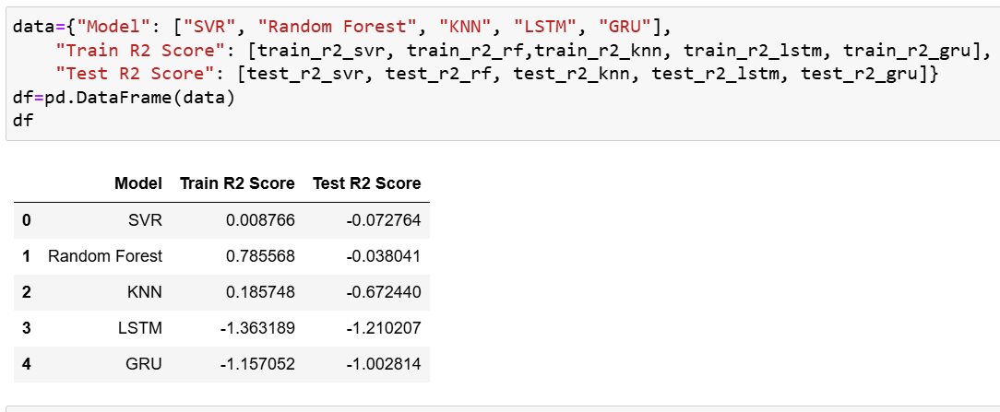 data={"Model": ["SVR", "Random Forest", "KNN", "LSTM", "GRU"],
"Train R2 Score": [train_r2_svr, train_r2_rf,train_r2_knn, train_r2_lstm, train_r2_gru],
"Test R2 Score": [test_r2_svr, test_r2_rf, test_r2_knn, test_r2_lstm, test_r2_gru]}
df=pd.DataFrame(data)
df
Model Train R2 Score Test R2 Score
0 SVR 0.008766 -0.072764
1 Random Forest 0.785568 -0.038041
2 KNN 0.185748 -0.672440
3 LSTM -1.363189 -1.210207
4 GRU -1.157052 -1.002814